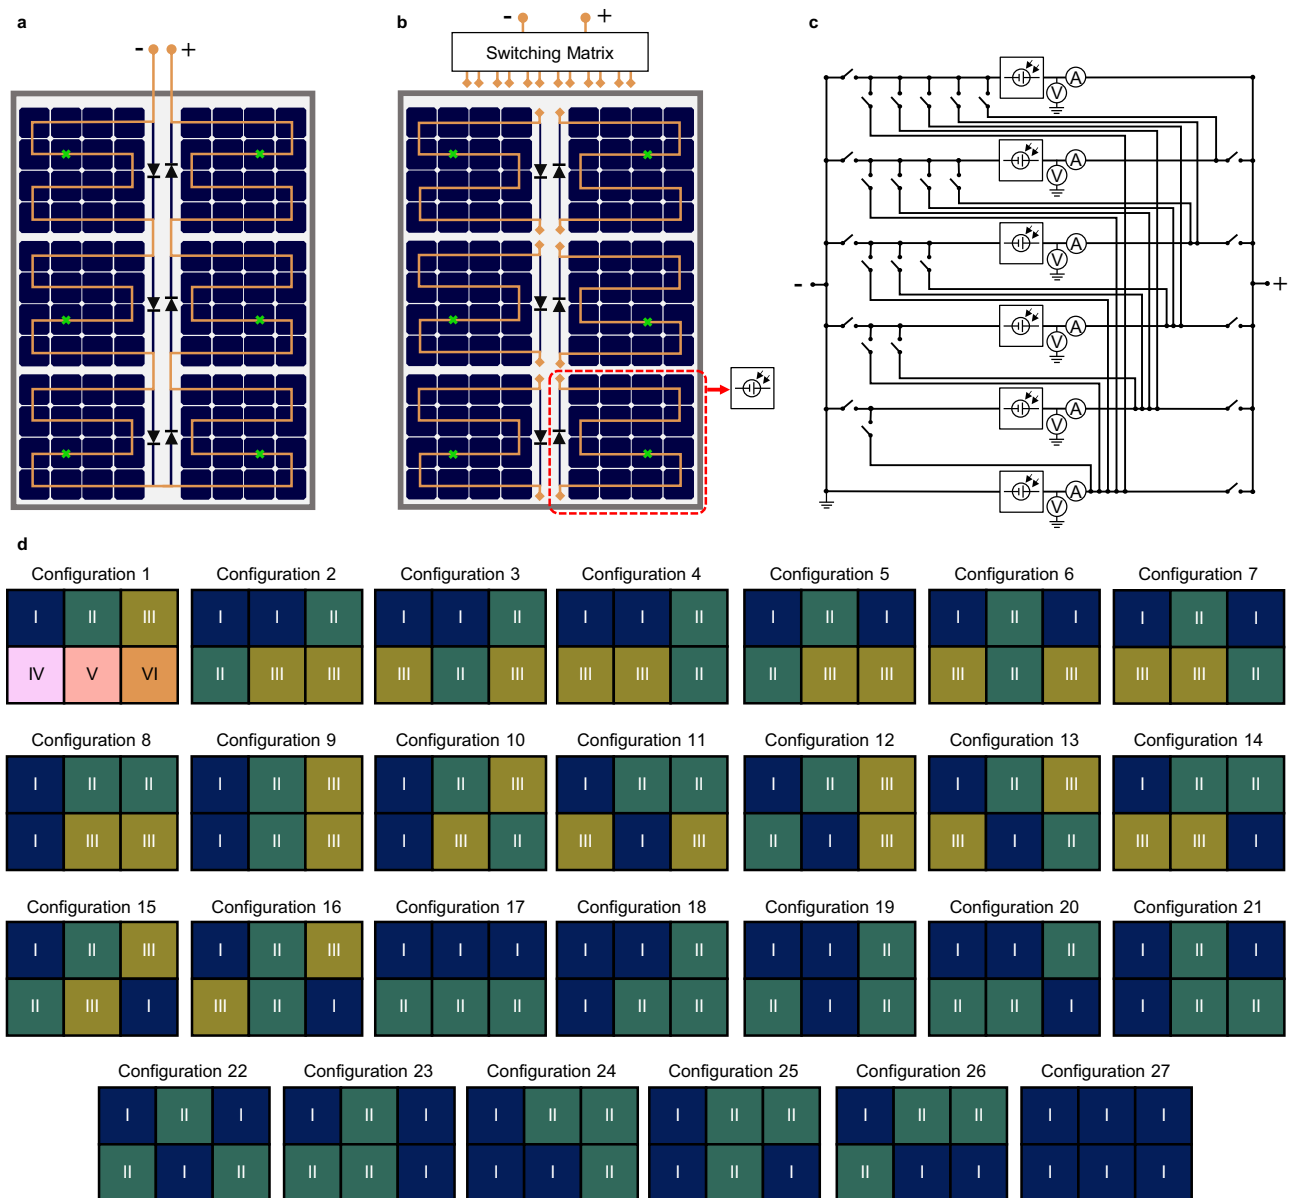 a
b
c
- +
- +
Switching Matrix
A
V
A
V
A
V
- +
A
V
A
V
A
V
d
Configuration 1 Configuration 2 Configuration 3 Configuration 4 Configuration 5 Configuration 6 Configuration 7
I II III I I II I I II I I II I II I I II I I II I
IV V VI II III III III II III III III II II III III III II III III III II
Configuration 8 Configuration 9 Configuration 10 Configuration 11 Configuration 12 Configuration 13 Configuration 14
I II II I II III I II III I II II I II III I II III I II II
I III III I II III I III II III I III II I III III I II III III I
Configuration 15 Configuration 16 Configuration 17 Configuration 18 Configuration 19 Configuration 20 Configuration 21
I II III I II III I I I I I II I I II I I II I II I
II III I III II I II II II I II II II I II II II I I II II
Configuration 22 Configuration 23 Configuration 24 Configuration 25 Configuration 26 Configuration 27
I II I I II I I II II I II II I II II I I I
II I II II II I I I II I II I II I I I I I